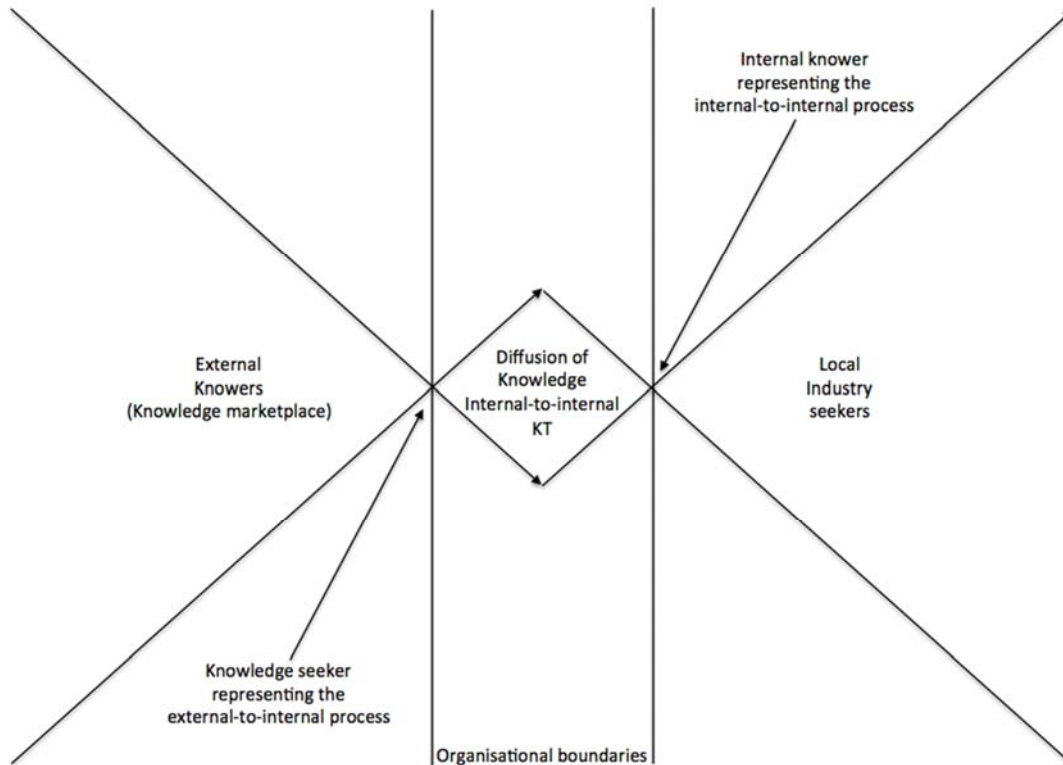 Internal knower
representing the
internal-to-internal process
External
Knowers
(Knowledge marketplace)
Diffusion of
Knowledge
Internal-to-internal
KT
Local
Industry
seekers
Knowledge seeker
representing the
external-to-internal process
Organisational boundaries